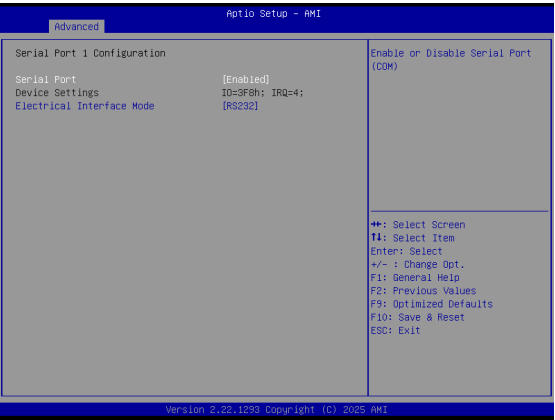 Aptio Setup – AMI
Advanced
Serial Port 1 Configuration
Serial Port [Enabled]
Device Settings IO=3F8h; IRQ=4;
Electrical Interface Mode [RS232]
Enable or Disable Serial Port
(COM)
→←: Select Screen
↑↓: Select Item
Enter: Select
+/- : Change Opt.
F1: General Help
F2: Previous Values
F9: Optimized Defaults
F10: Save & Reset
ESC: Exit
Version 2.22.1293 Copyright (C) 2025 AMI